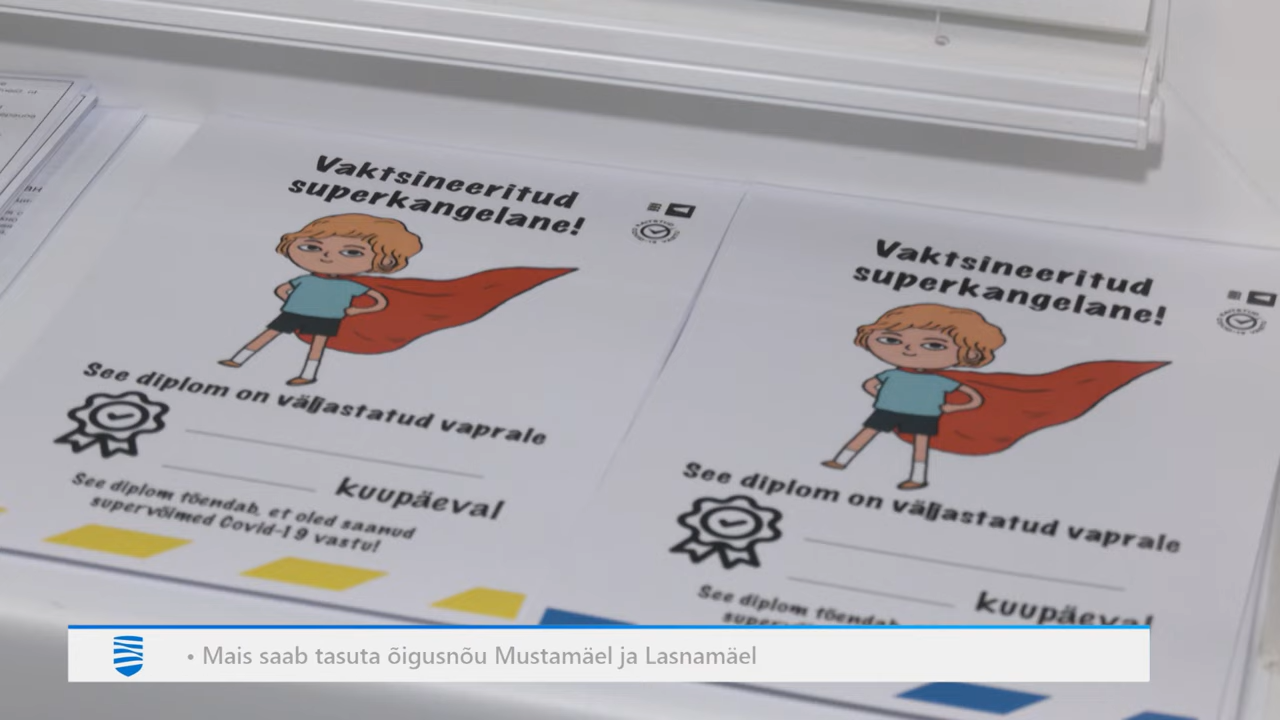 Vaktsineeritud
superkangelane!
See diplom on väljastatud vaprale
kuupäeval
See diplom tõendab, et oled saanud
supervõimed Covid-19 vastu!
Vaktsineeritud
superkangelane!
See diplom on väljastatud vaprale
kuupäeval
See diplom tõendab
• Mais saab tasuta õigusnõu Mustamäel ja Lasnamäel